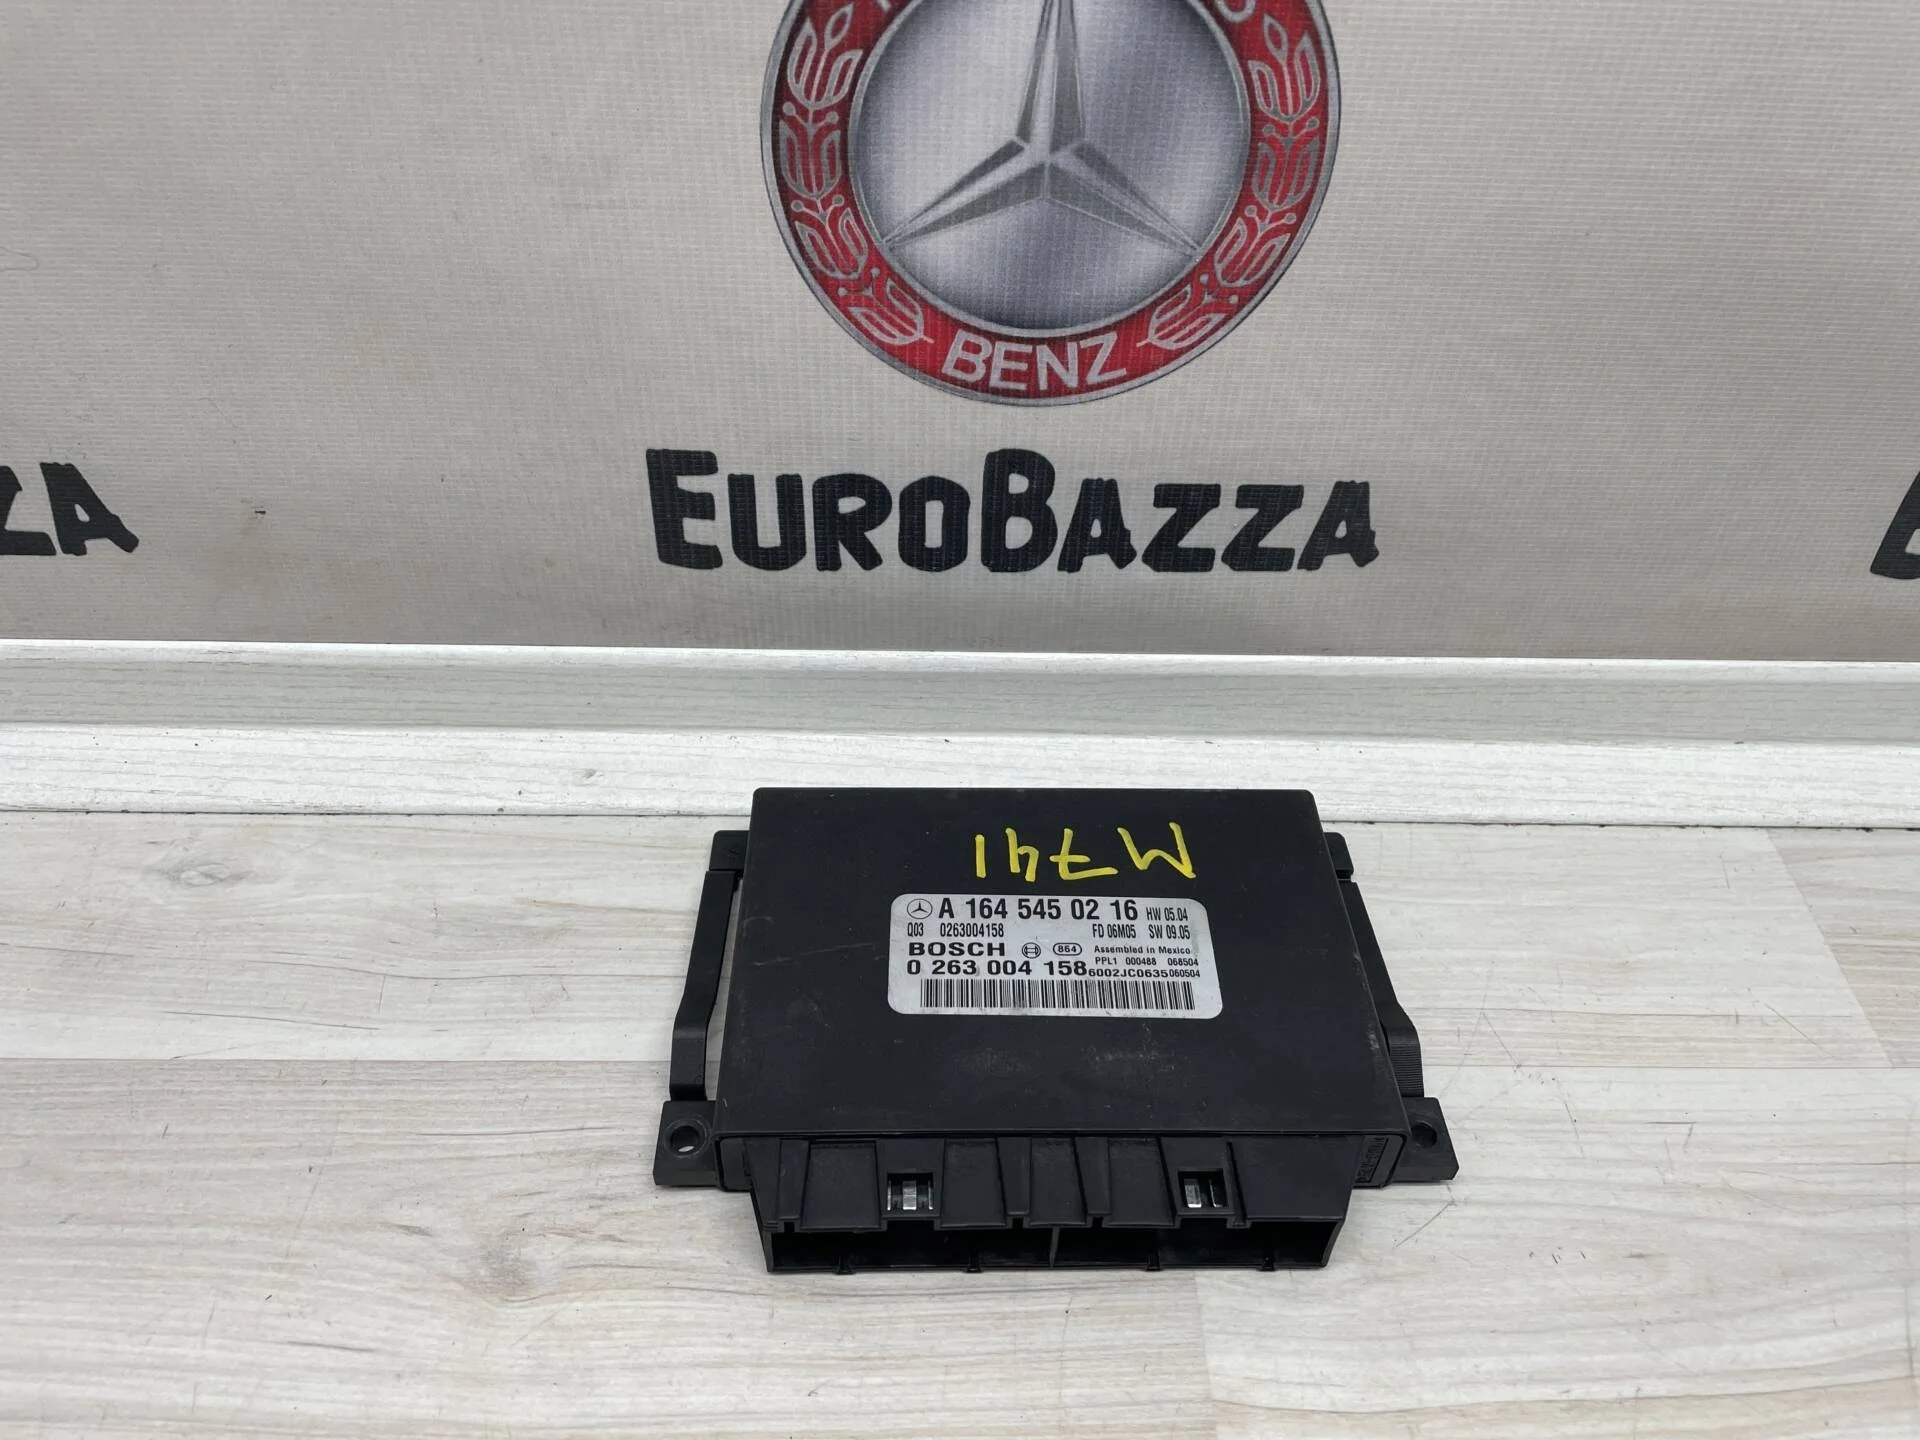 BENZ
ZA
EUROBAZZA
M741
A 164 545 02 16 HW 05.04
Q03 0263004158 FD 06M05 SW 09.05
BOSCH 864 Assembled in Mexico
PPL1 000488 068504
0 263 004 158 6002JC0635 060504